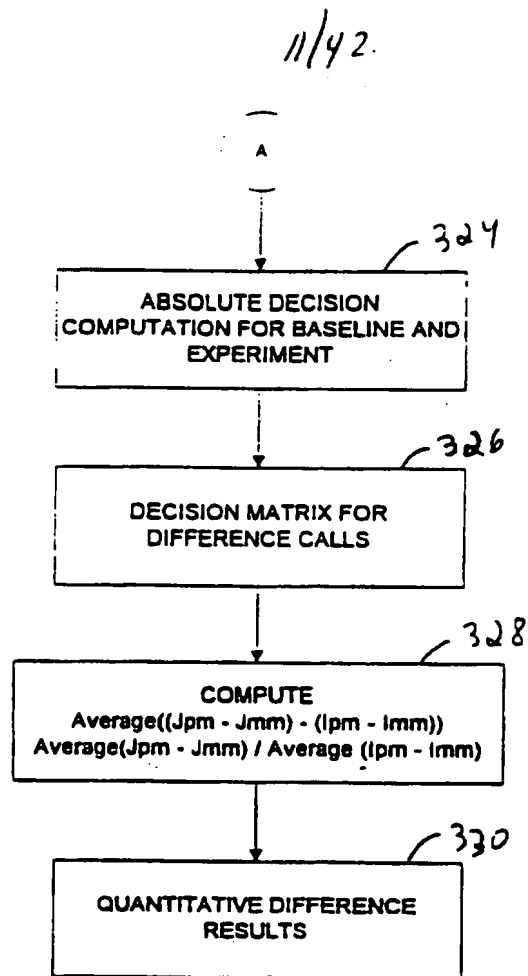 11/42.
A
324
ABSOLUTE DECISION
COMPUTATION FOR BASELINE AND
EXPERIMENT
326
DECISION MATRIX FOR
DIFFERENCE CALLS
328
COMPUTE
Average((Jpm - Jmm) - (Ipm - Imm))
Average(Jpm - Jmm) / Average (Ipm - Imm)
330
QUANTITATIVE DIFFERENCE
RESULTS